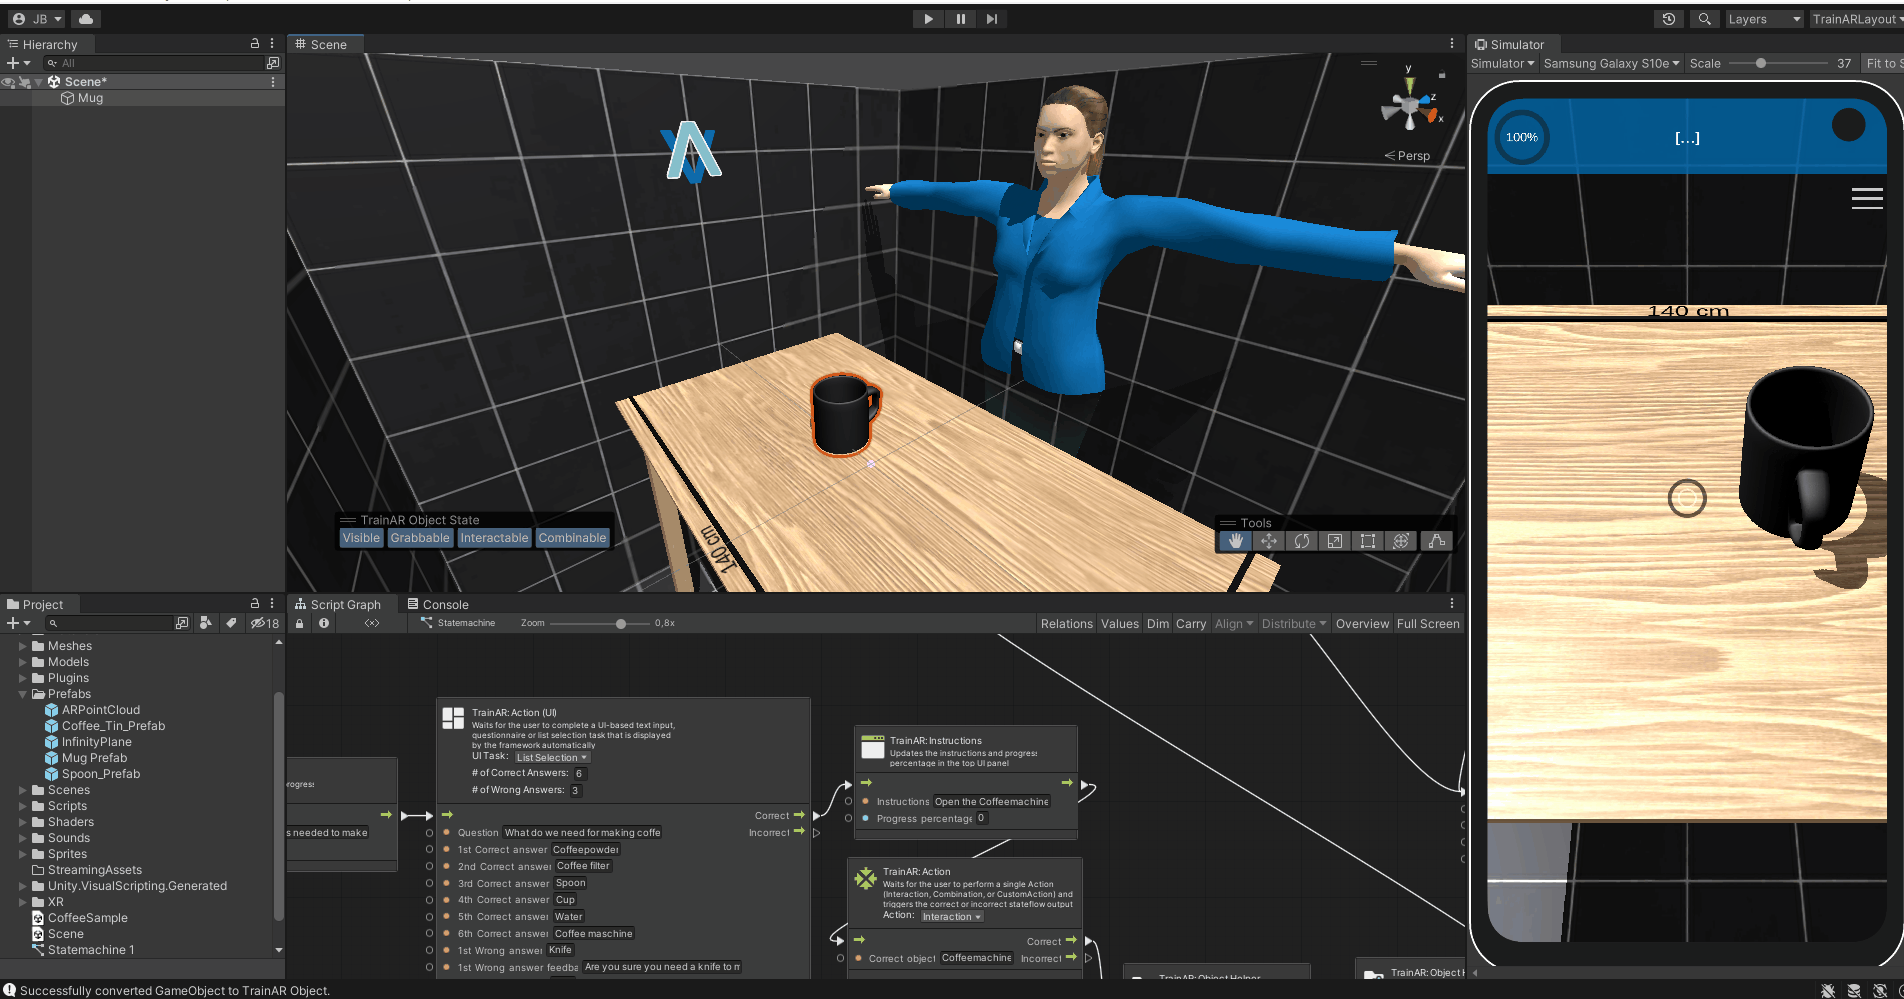 JB
Layers
TrainARLayout
Hierarchy
All
Scene*
Mug
Scene
y
z
x
Persp
TrainAR Object State
Visible Grabbable Interactable Combinable
Tools
140 cm
Simulator
Simulator Samsung Galaxy S10e Scale 37 Fit to S
100%
[...]
140 cm
Project
18
Meshes
Models
Plugins
Prefabs
ARPointCloud
Coffee_Tin_Prefab
InfinityPlane
Mug Prefab
Spoon_Prefab
Scenes
Scripts
Shaders
Sounds
Sprites
StreamingAssets
Unity.VisualScripting.Generated
XR
CoffeeSample
Scene
Statemachine 1
Script Graph Console
Statemachine Zoom 0,8x
Relations Values Dim Carry Align Distribute Overview Full Screen
progress
s needed to make
TrainAR: Action (UI)
Waits for the user to complete a UI-based text input,
questionnaire or list selection task that is displayed
by the framework automatically
UI Task: List Selection
# of Correct Answers: 6
# of Wrong Answers: 3
Correct
Incorrect
Question What do we need for making coffe
1st Correct answer Coffeepowder
2nd Correct answer Coffee filter
3rd Correct answer Spoon
4th Correct answer Cup
5th Correct answer Water
6th Correct answer Coffee maschine
1st Wrong answer Knife
1st Wrong answer feedba Are you sure you need a knife to m
TrainAR: Instructions
Updates the instructions and progress
percentage in the top UI panel
Instructions Open the Coffeemachine
Progress percentage 0
TrainAR: Action
Waits for the user to perform a single Action
(Interaction, Combination, or CustomAction) and
triggers the correct or incorrect stateflow output
Action: Interaction
Correct
Correct object Coffeemachine Incorrect
TrainAR: Object Helper
TrainAR: Object H
Successfully converted GameObject to TrainAR Object.